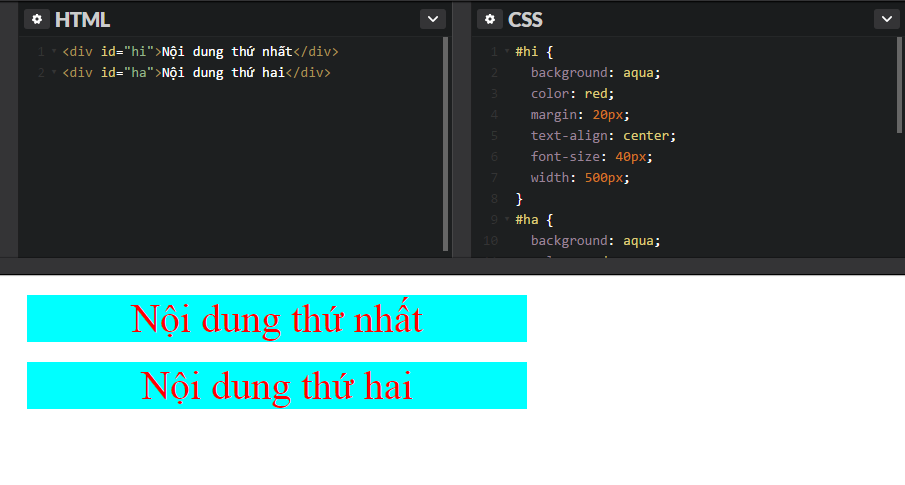 HTML
1 <div id="hi">Nội dung thứ nhất</div>
2 <div id="ha">Nội dung thứ hai</div>
CSS
1 #hi {
2 background: aqua;
3 color: red;
4 margin: 20px;
5 text-align: center;
6 font-size: 40px;
7 width: 500px;
8 }
9 #ha {
10 background: aqua;
Nội dung thứ nhất
Nội dung thứ hai